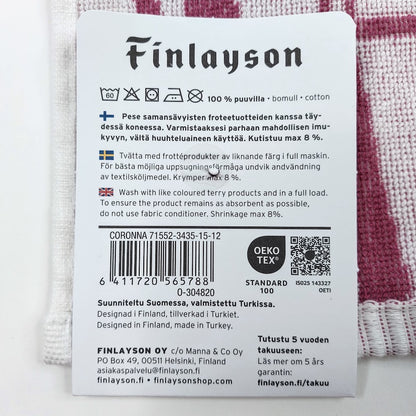 Finlayson
60 100 % puuvilla · bomull · cotton
Pese samansävyisten froteetuotteiden kanssa täy-
dessä koneessa. Varmistaaksesi parhaan mahdollisen imu-
kyvyn, vältä huuhteluaineen käyttöä. Kutistuu max 8 %.
Tvätta med frottéprodukter av liknande färg i full maskin.
För bästa möjliga uppsugningsförmåga undvik andvändning
av textilsköljmedel. Krymper max 8 %.
Wash with like coloured terry products and in a full load.
To ensure the product remains as absorbent as possible,
do not use fabric conditioner. Shrinkage max 8%.
CORONNA 71552-3435-15-12
6 411720 565788
O-304820
OEKO
TEX®
STANDARD
100
IS025 143327
OETI
Suunniteltu Suomessa, valmistettu Turkissa.
Designad i Finland, tillverkad i Turkiet.
Designed in Finland, made in Turkey.
FINLAYSON OY c/o Manna & Co Oy
PO Box 49, 00511 Helsinki, Finland
asiakaspalvelu@finlayson.fi
finlayson.fi • finlaysonshop.com
Tutustu 5 vuoden
takuuseen:
Läs mer om 5 års
garantin:
finlayson.fi/takuu